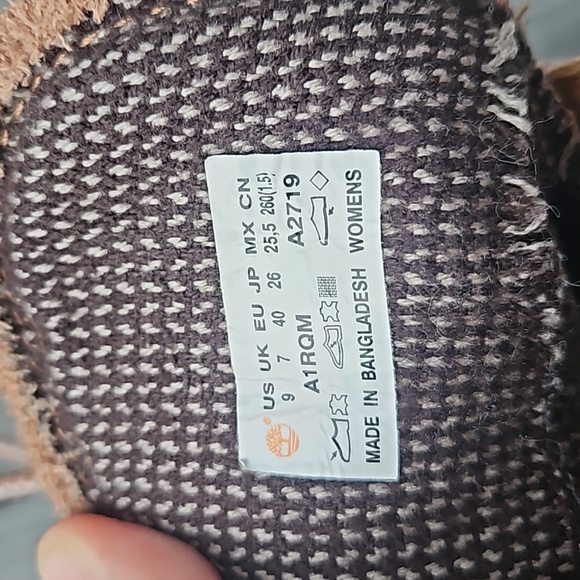 US UK EU JP MX CN
9 7 40 26 25,5 260(1.5)
A1RQM A2719
MADE IN BANGLADESH WOMENS